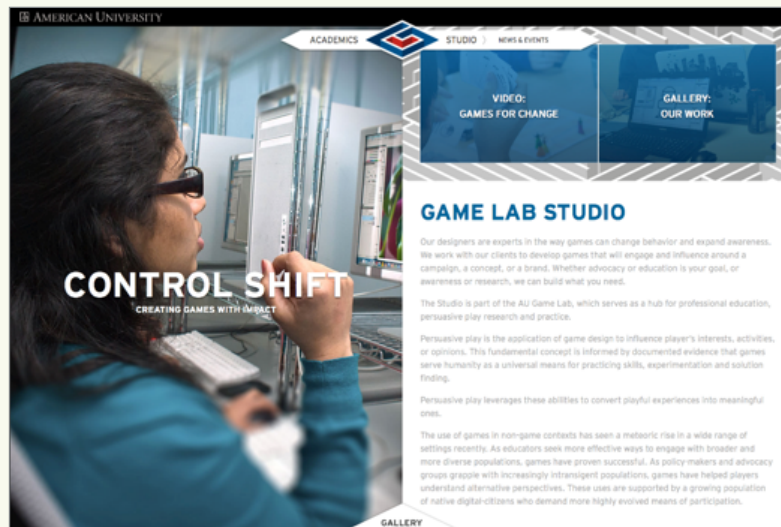 AMERICAN UNIVERSITY
ACADEMICS
STUDIO
NEWS & EVENTS
VIDEO:
GAMES FOR CHANGE
GALLERY:
OUR WORK
CONTROL SHIFT
CREATING GAMES WITH IMPACT
GAME LAB STUDIO
Our designers are experts in the way games can change behavior and expand awareness.
We work with our clients to develop games that will engage and influence around a
campaign, a concept, or a brand. Whether advocacy or education is your goal, or
awareness or research, we can build what you need.
The Studio is part of the AU Game Lab, which serves as a hub for professional education,
persuasive play research and practice.
Persuasive play is the application of game design to influence player's interests, activities,
or opinions. This fundamental concept is informed by documented evidence that games
serve humanity as a universal means for practicing skills, experimentation and solution
finding.
Persuasive play leverages these abilities to convert playful experiences into meaningful
ones.
The use of games in non-game contexts has seen a meteoric rise in a wide range of
settings recently. As educators seek more effective ways to engage with broader and
more diverse populations, games have proven successful. As policy-makers and advocacy
groups grapple with increasingly intransigent populations, games have helped players
understand alternative perspectives. These uses are supported by a growing population
of native digital-citizens who demand more highly evolved means of participation.
GALLERY